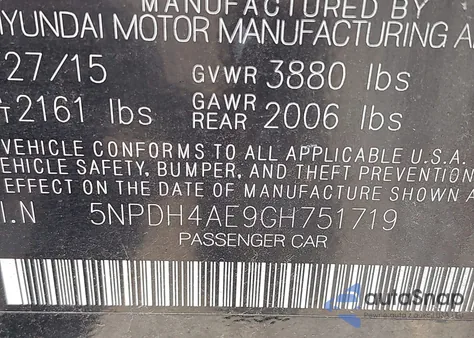 MANUFACTURED BY
HYUNDAI MOTOR MANUFACTURING A
27/15 GVWR 3880 lbs
2161 lbs GAWR REAR 2006 lbs
VEHICLE CONFORMS TO ALL APPLICABLE U.S.A.
EHICLE SAFETY, BUMPER, AND THEFT PREVENTION
EFFECT ON THE DATE OF MANUFACTURE SHOWN A
I.N 5NPDH4AE9GH751719
PASSENGER CAR
autoSnap